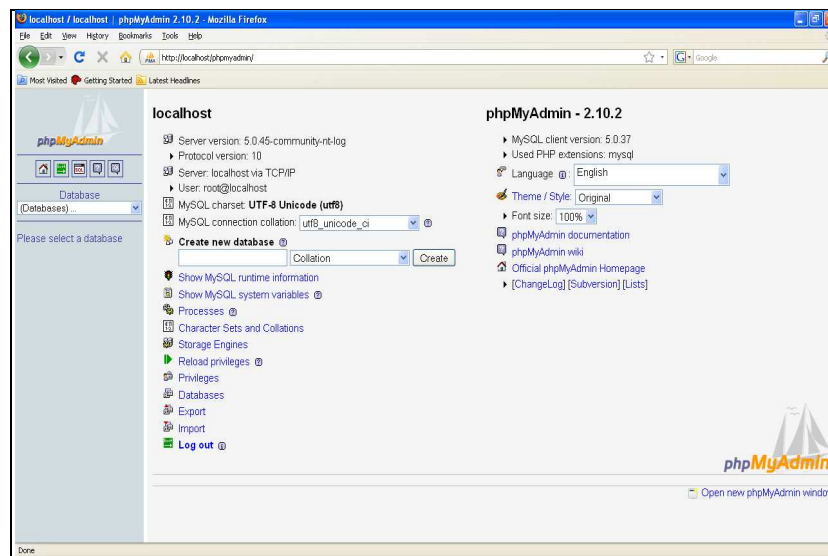 localhost / localhost | phpMyAdmin 2.10.2 - Mozilla Firefox
File Edit View History Bookmarks Tools Help
http://localhost/phpmyadmin/
Google
Most Visited Getting Started Latest Headlines
phpMyAdmin
Database
(Databases) ...
Please select a database
localhost
Server version: 5.0.45-community-nt-log
Protocol version: 10
Server: localhost via TCP/IP
User: root@localhost
MySQL charset: UTF-8 Unicode (utf8)
MySQL connection collation: utf8_unicode_ci
Create new database
Collation Create
Show MySQL runtime information
Show MySQL system variables
Processes
Character Sets and Collations
Storage Engines
Reload privileges
Privileges
Databases
Export
Import
Log out
phpMyAdmin - 2.10.2
MySQL client version: 5.0.37
Used PHP extensions: mysql
Language: English
Theme / Style: Original
Font size: 100%
phpMyAdmin documentation
phpMyAdmin wiki
Official phpMyAdmin Homepage
[ChangeLog] [Subversion] [Lists]
phpMyAdmin
Open new phpMyAdmin window
Done